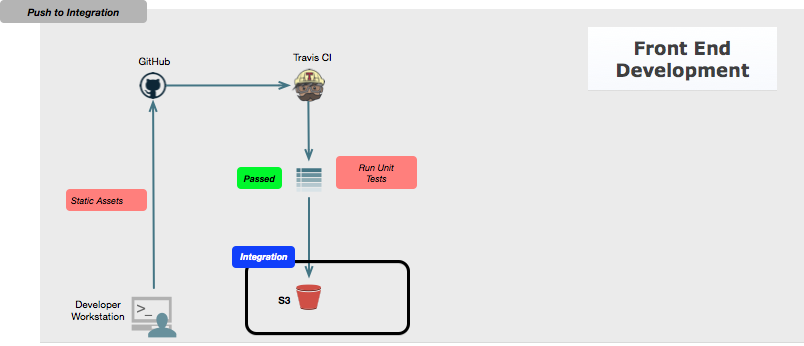 Push to Integration
Front End
Development
GitHub
Travis CI
Passed
Run Unit
Tests
Static Assets
Integration
S3
Developer
Workstation
>_